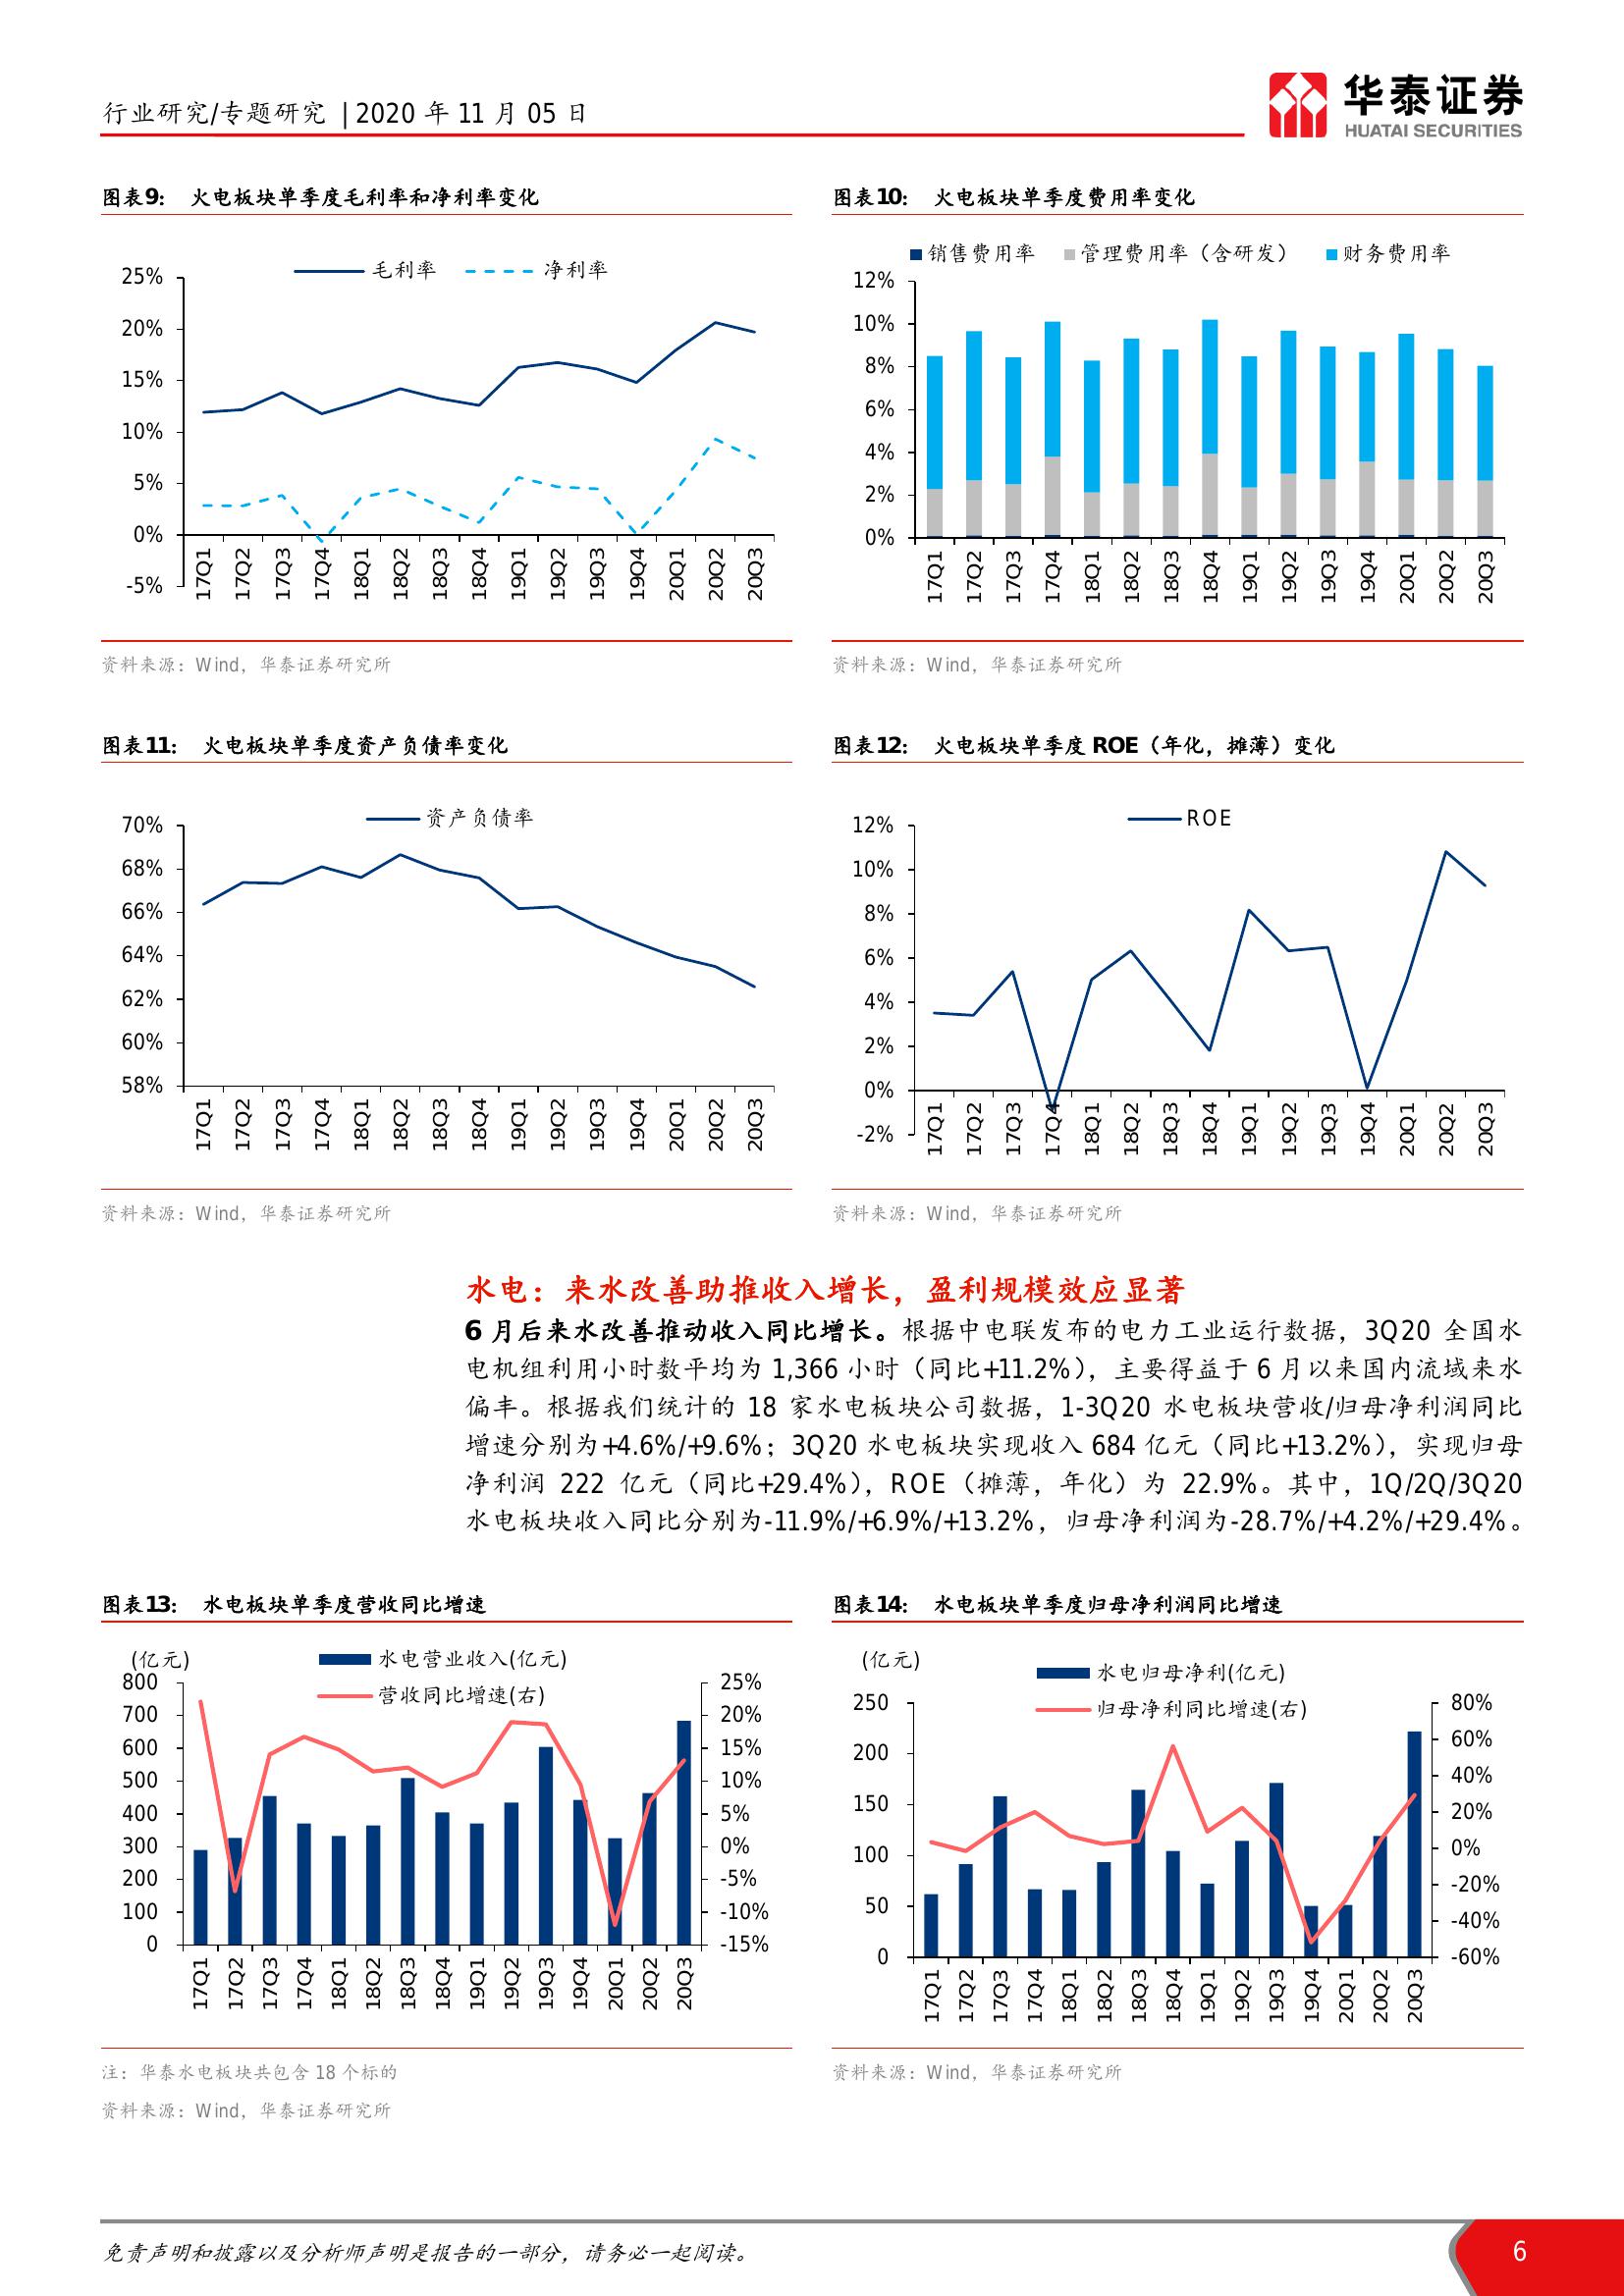 行业研究/专题研究 | 2020 年 11 月 05 日
华泰证券
HUATAI SECURITIES
图表9: 火电板块单季度毛利率和净利率变化
毛利率 净利率
25%
20%
15%
10%
5%
0%
-5%
17Q1 17Q2 17Q3 17Q4 18Q1 18Q2 18Q3 18Q4 19Q1 19Q2 19Q3 19Q4 20Q1 20Q2 20Q3
资料来源：Wind，华泰证券研究所
图表10: 火电板块单季度费用率变化
销售费用率 管理费用率（含研发） 财务费用率
12%
10%
8%
6%
4%
2%
0%
17Q1 17Q2 17Q3 17Q4 18Q1 18Q2 18Q3 18Q4 19Q1 19Q2 19Q3 19Q4 20Q1 20Q2 20Q3
资料来源：Wind，华泰证券研究所
图表11: 火电板块单季度资产负债率变化
资产负债率
70%
68%
66%
64%
62%
60%
58%
17Q1 17Q2 17Q3 17Q4 18Q1 18Q2 18Q3 18Q4 19Q1 19Q2 19Q3 19Q4 20Q1 20Q2 20Q3
资料来源：Wind，华泰证券研究所
图表12: 火电板块单季度 ROE（年化，摊薄）变化
ROE
12%
10%
8%
6%
4%
2%
0%
-2%
17Q1 17Q2 17Q3 17Q4 18Q1 18Q2 18Q3 18Q4 19Q1 19Q2 19Q3 19Q4 20Q1 20Q2 20Q3
资料来源：Wind，华泰证券研究所
水电：来水改善助推收入增长，盈利规模效应显著
6 月后来水改善推动收入同比增长。根据中电联发布的电力工业运行数据，3Q20 全国水
电机组利用小时数平均为 1,366 小时（同比+11.2%），主要得益于 6 月以来国内流域来水
偏丰。根据我们统计的 18 家水电板块公司数据，1-3Q20 水电板块营收/归母净利润同比
增速分别为+4.6%/+9.6%；3Q20 水电板块实现收入 684 亿元（同比+13.2%），实现归母
净利润 222 亿元（同比+29.4%），ROE（摊薄，年化）为 22.9%。其中，1Q/2Q/3Q20
水电板块收入同比分别为-11.9%/+6.9%/+13.2%，归母净利润为-28.7%/+4.2%/+29.4%。
图表13: 水电板块单季度营收同比增速
(亿元)
水电营业收入(亿元)
营收同比增速(右)
800
700
600
500
400
300
200
100
0
25%
20%
15%
10%
5%
0%
-5%
-10%
-15%
17Q1 17Q2 17Q3 17Q4 18Q1 18Q2 18Q3 18Q4 19Q1 19Q2 19Q3 19Q4 20Q1 20Q2 20Q3
注：华泰水电板块共包含 18 个标的
资料来源：Wind，华泰证券研究所
图表14: 水电板块单季度归母净利润同比增速
(亿元)
水电归母净利(亿元)
归母净利同比增速(右)
250
200
150
100
50
0
80%
60%
40%
20%
0%
-20%
-40%
-60%
17Q1 17Q2 17Q3 17Q4 18Q1 18Q2 18Q3 18Q4 19Q1 19Q2 19Q3 19Q4 20Q1 20Q2 20Q3
资料来源：Wind，华泰证券研究所
免责声明和披露以及分析师声明是报告的一部分，请务必一起阅读。
6